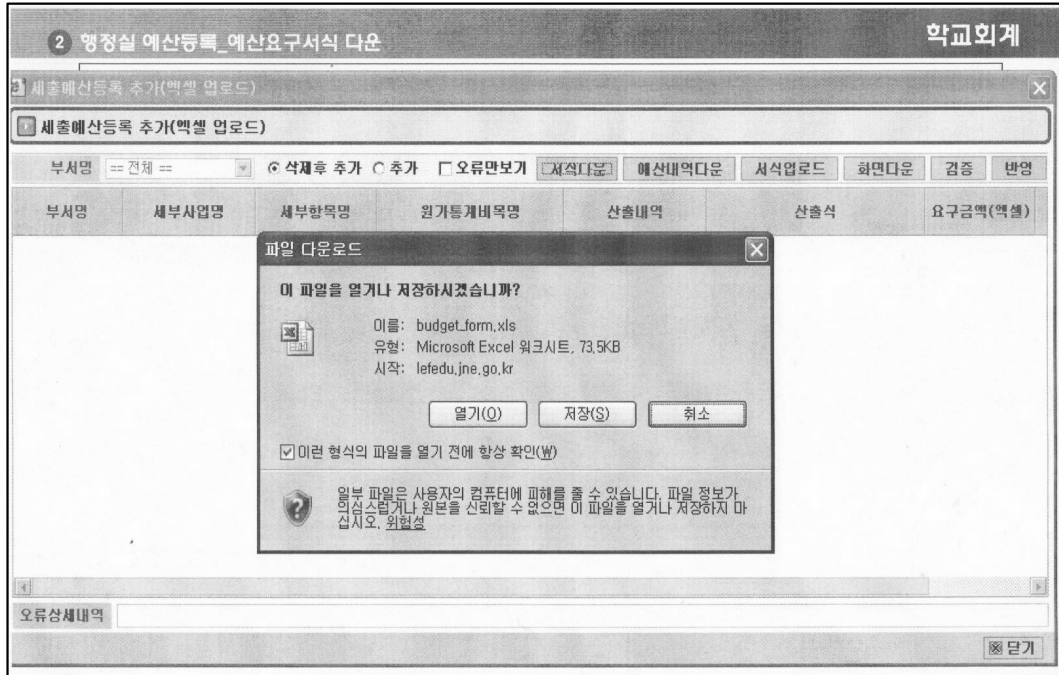 2 행정실 예산등록_예산요구서식 다운
학교회계
세출예산등록 추가(엑셀 업로드)
세출예산등록 추가(엑셀 업로드)
부서명 == 전체 == 삭제후 추가 추가 오류만보기 서식다운 예산내역다운 서식업로드 화면다운 검증 반영
부서명 세부사업명 세부항목명 원가통계비목명 산출내역 산출식 요구금액(엑셀)
파일 다운로드
이 파일을 열거나 저장하시겠습니까?
이름: budget_form.xls
유형: Microsoft Excel 워크시트, 73.5KB
시작: lefedu.jne.go.kr
열기(O) 저장(S) 취소
이런 형식의 파일을 열기 전에 항상 확인(W)
일부 파일은 사용자의 컴퓨터에 피해를 줄 수 있습니다. 파일 정보가
의심스럽거나 원본을 신뢰할 수 없으면 이 파일을 열거나 저장하지 마
십시오. 위험성
오류상세내역
닫기